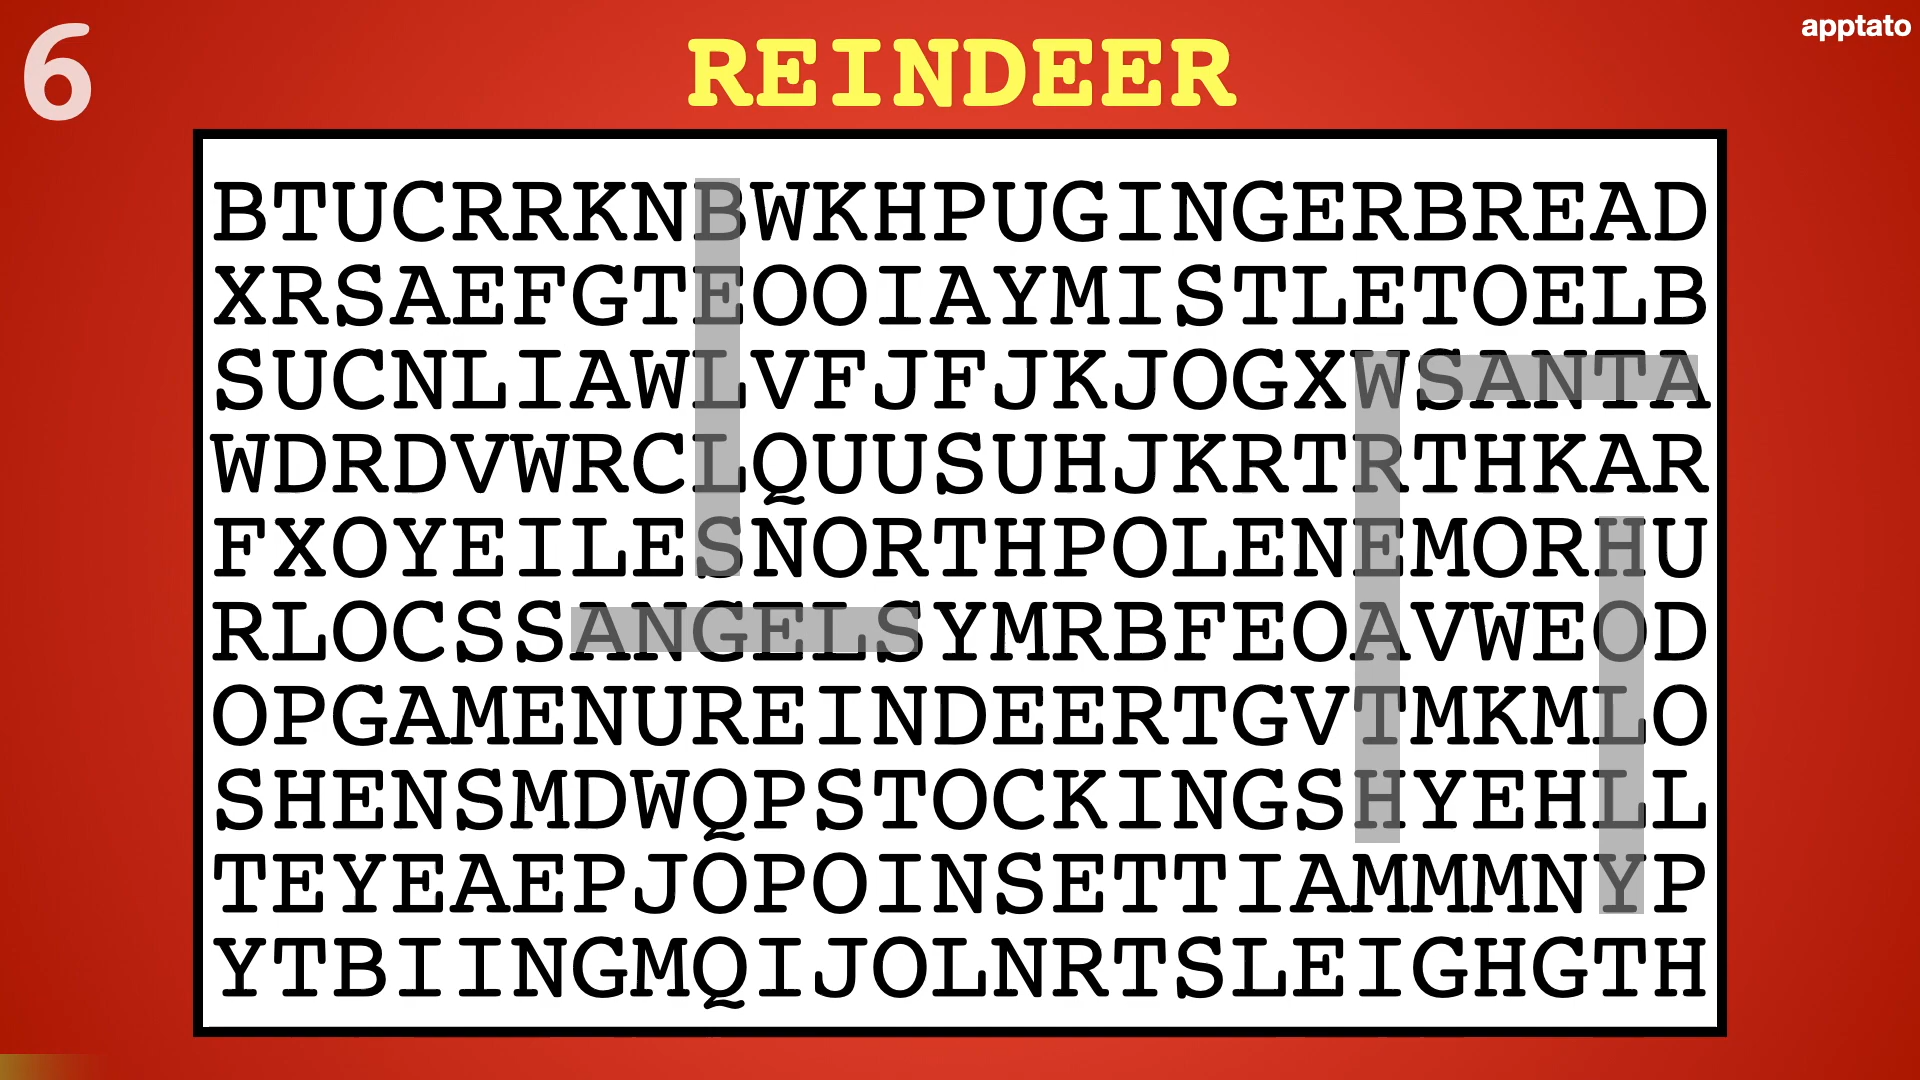 6
apptato
REINDEER
BTUCRRKNBWKHPUGINGERBREAD
XRSAEFGTEOOIAYMISTLETOELB
SUCNLIAWLVFJFJKJOGXWSANTA
WDRDVWRCLQUUSUHJKRTRTHKAR
FXOYEILESNORTHPOLENEMORHU
RLOCSSANGELSYMRBFEOAVWEOD
OPGAMENUREINDEERTGVTMKMLO
SHENSMDWQPSTOCKINGSHYEHLL
TEYEAEPJOPOINSETTIAMMMNYP
YTBIINGMQIJOLNRTSLEIGHGTH